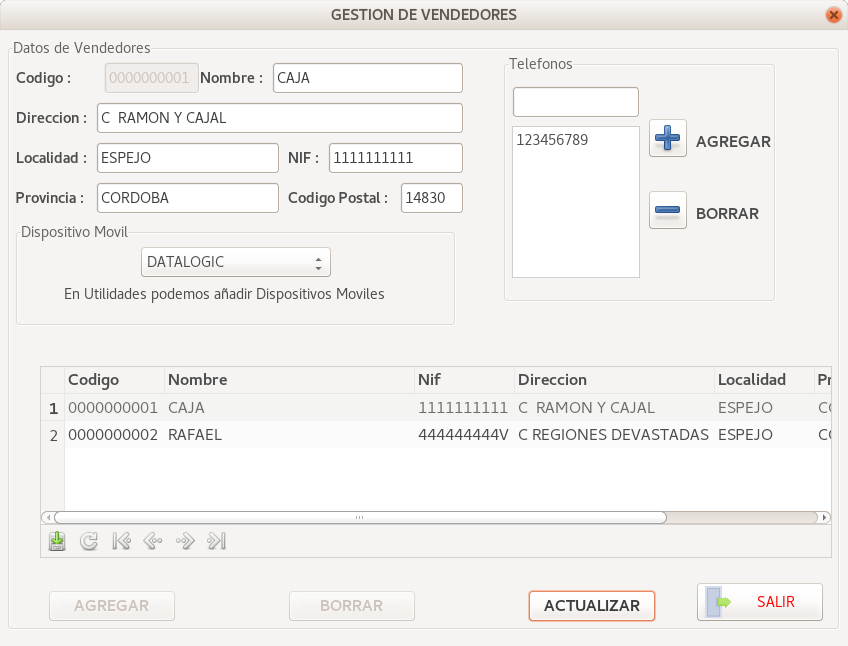 GESTION DE VENDEDORES
Datos de Vendedores
Codigo : 0000000001 Nombre : CAJA
Direccion : C  RAMON Y CAJAL
Localidad : ESPEJO NIF : 1111111111
Provincia : CORDOBA Codigo Postal : 14830
Dispositivo Movil
DATALOGIC
En Utilidades podemos añadir Dispositivos Moviles
Telefonos
123456789
AGREGAR
BORRAR
Codigo Nombre Nif Direccion Localidad Pr
1 0000000001 CAJA 1111111111 C  RAMON Y CAJAL ESPEJO CO
2 0000000002 RAFAEL 444444444V C REGIONES DEVASTADAS ESPEJO CO
AGREGAR BORRAR ACTUALIZAR SALIR